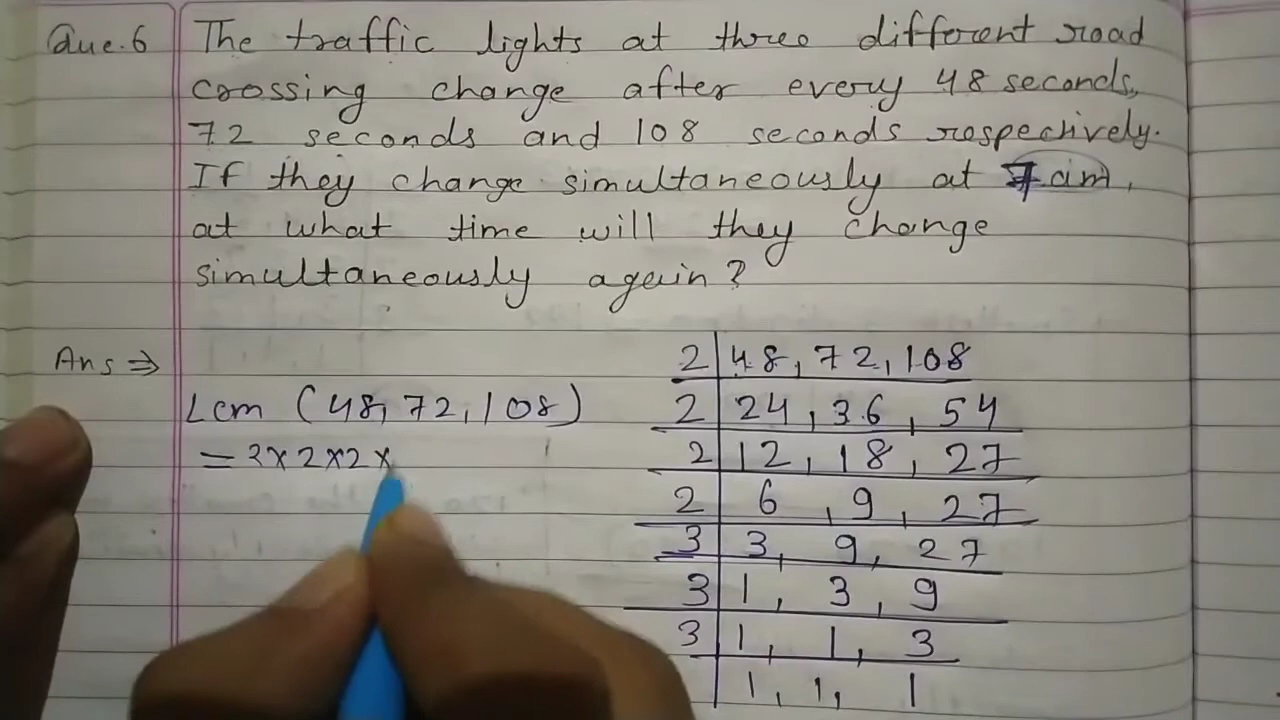 Que.6 The traffic lights at three different road
crossing change after every 48 seconds,
72 seconds and 108 seconds respectively.
If they change simultaneously at 7am,
at what time will they change
simultaneously again?
Ans ⇒
Lcm (48, 72, 108)
= 2×2×2×
2 | 48, 72, 108
2 | 24, 36, 54
2 | 12, 18, 27
2 | 6, 9, 27
3 | 3, 9, 27
3 | 1, 3, 9
3 | 1, 1, 3
| 1, 1, 1